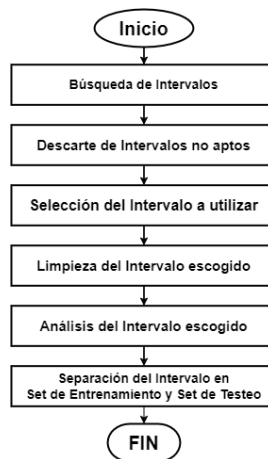 Inicio
Búsqueda de Intervalos
Descarte de Intervalos no aptos
Selección del Intervalo a utilizar
Limpieza del Intervalo escogido
Análisis del Intervalo escogido
Separación del Intervalo en
Set de Entrenamiento y Set de Testeo
FIN